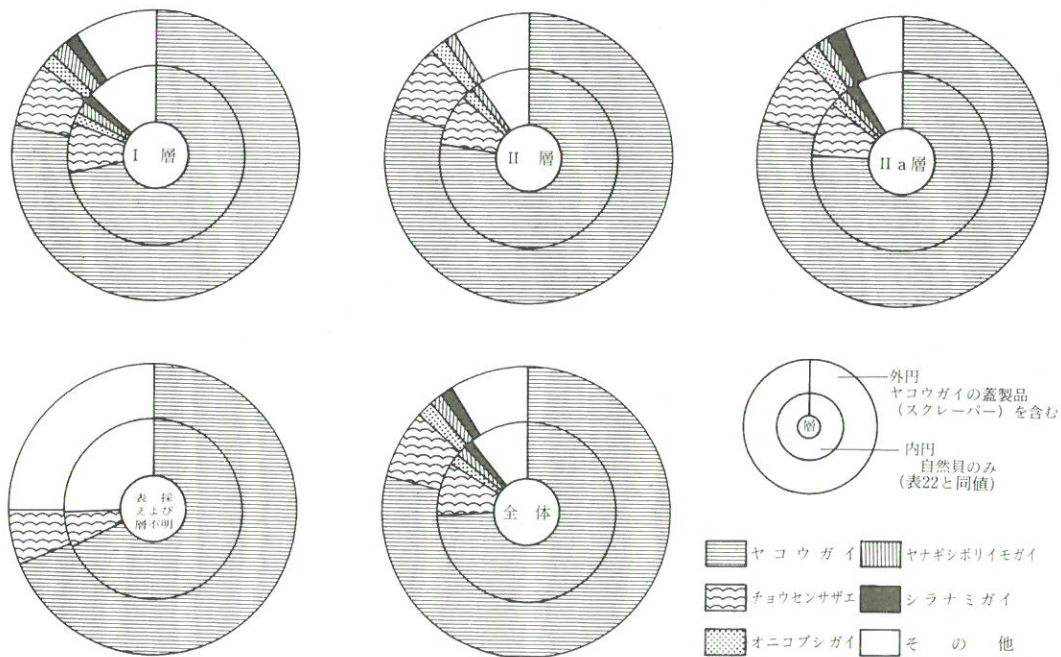 I 層
II 層
II a 層
表 採
えよび
層不明
全 体
層
外円
ヤコウガイの蓋製品
(スクレーパー)を含む
内円
自然貝のみ
(表22と同値)
ヤ コ ウ ガ イ
ヤナギシボリイモガイ
チョウセンサザエ
シ ラ ナ ミ ガ イ
オニコブシガイ
そ の 他